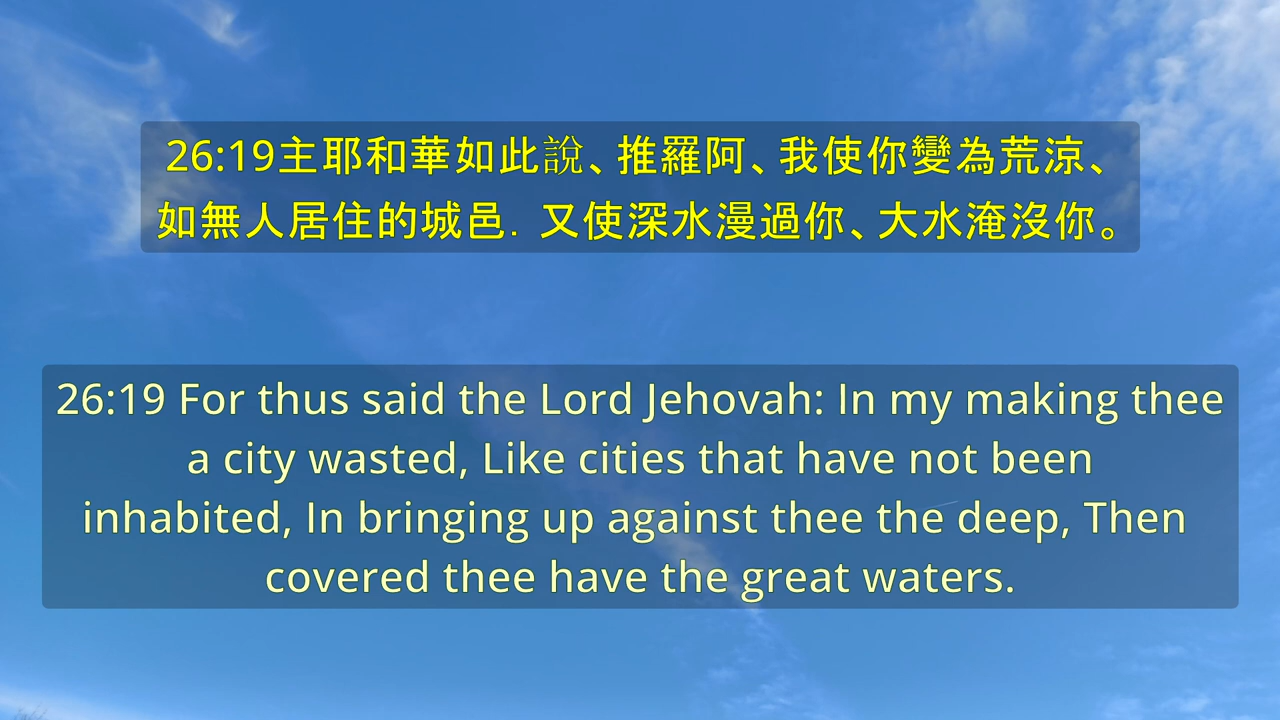 26:19主耶和華如此說、推羅阿、我使你變為荒涼、
如無人居住的城邑．又使深水漫過你、大水淹沒你。
26:19 For thus said the Lord Jehovah: In my making thee
a city wasted, Like cities that have not been
inhabited, In bringing up against thee the deep, Then
covered thee have the great waters.